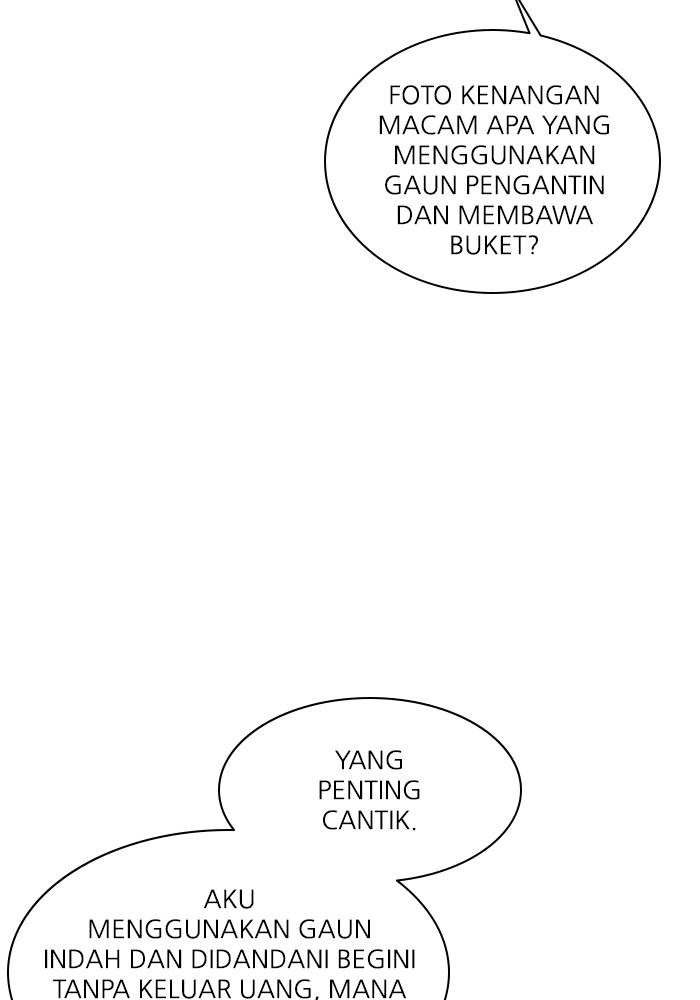 FOTO KENANGAN
MACAM APA YANG
MENGGUNAKAN
GAUN PENGANTIN
DAN MEMBAWA
BUKET?
YANG
PENTING
CANTIK.
AKU
MENGGUNAKAN GAUN
INDAH DAN DIDANDANI BEGINI
TANPA KELUAR UANG, MANA